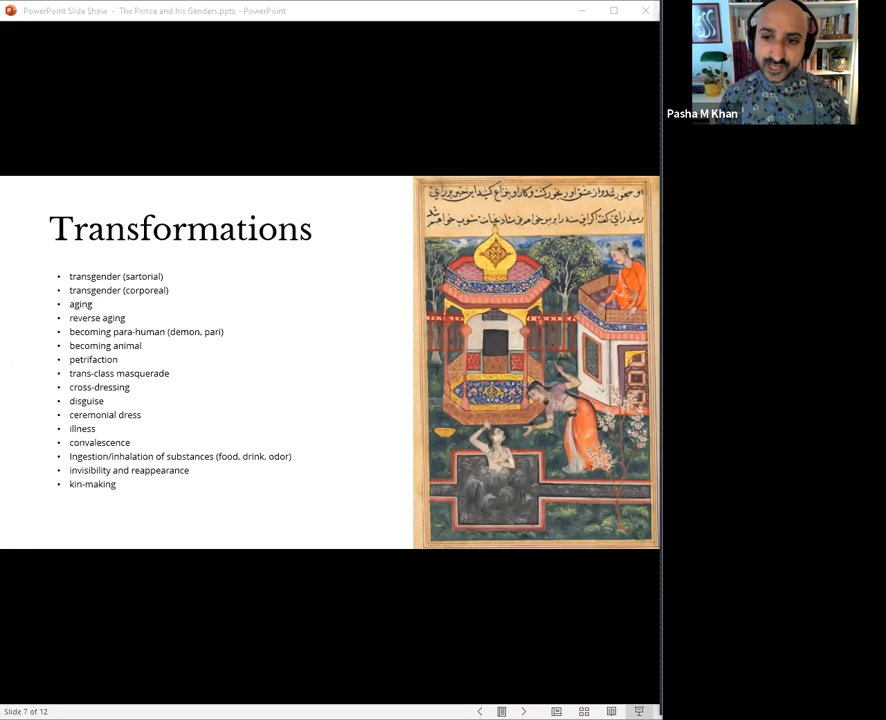 PowerPoint Slide Show - The Prince and his Genders.pptx - PowerPoint
Pasha M Khan
Transformations
• transgender (sartorial)
• transgender (corporeal)
• aging
• reverse aging
• becoming para-human (demon, pari)
• becoming animal
• petrifaction
• trans-class masquerade
• cross-dressing
• disguise
• ceremonial dress
• illness
• convalescence
• Ingestion/inhalation of substances (food, drink, odor)
• invisibility and reappearance
• kin-making
Slide 7 of 12